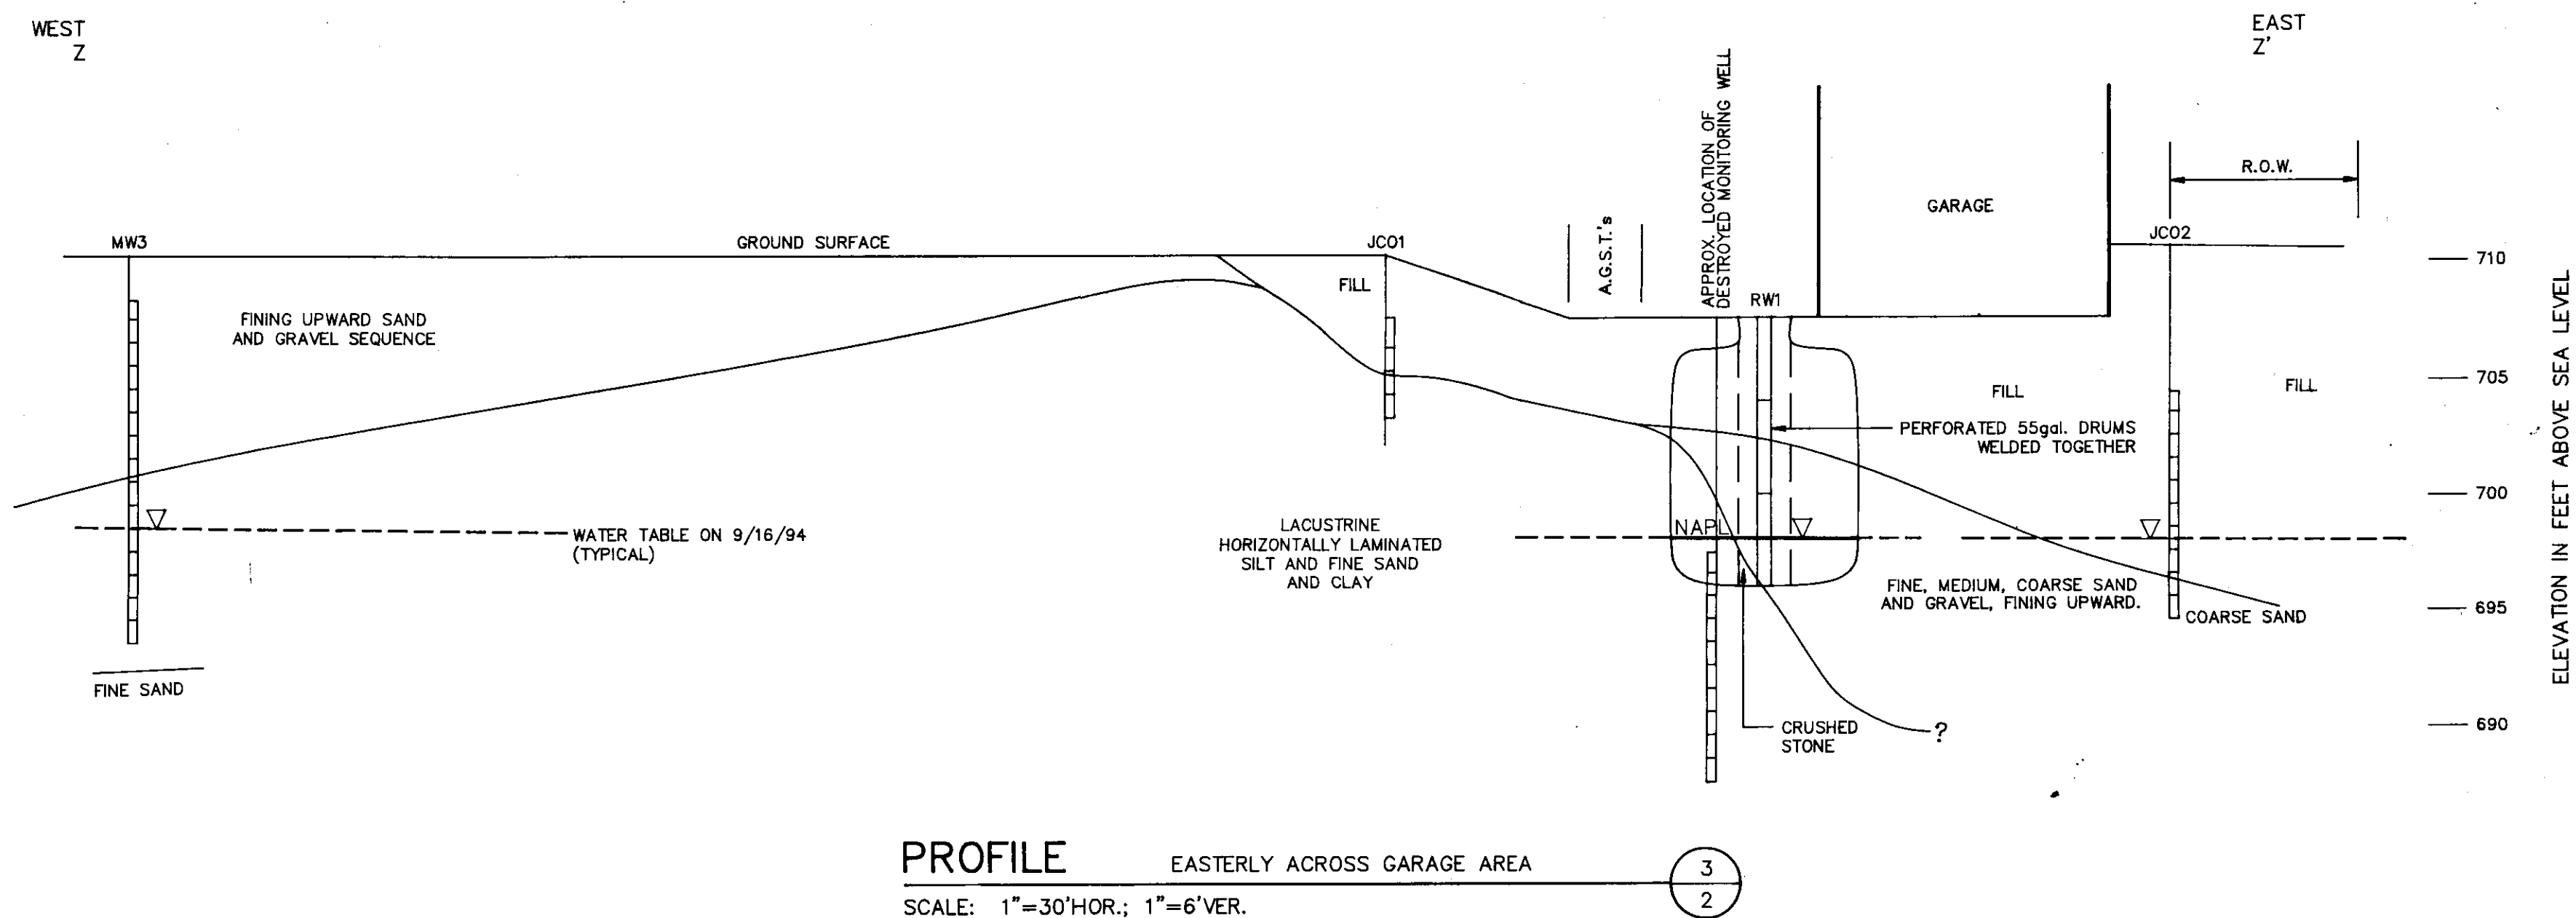 WEST
Z
EAST
Z'
APPROX. LOCATION OF
DESTROYED MONITORING WELL
R.O.W.
GARAGE
MW3
GROUND SURFACE
JCO1
A.G.S.T.'s
RW1
JCO2
710
FILL
FINING UPWARD SAND
AND GRAVEL SEQUENCE
705
FILL
FILL
PERFORATED 55gal. DRUMS
WELDED TOGETHER
ELEVATION IN FEET ABOVE SEA LEVEL
700
WATER TABLE ON 9/16/94
(TYPICAL)
LACUSTRINE
HORIZONTALLY LAMINATED
SILT AND FINE SAND
AND CLAY
NAPL
FINE, MEDIUM, COARSE SAND
AND GRAVEL, FINING UPWARD.
695
COARSE SAND
FINE SAND
CRUSHED
STONE
?
690
PROFILE EASTERLY ACROSS GARAGE AREA
3
2
SCALE: 1"=30'HOR.; 1"=6'VER.